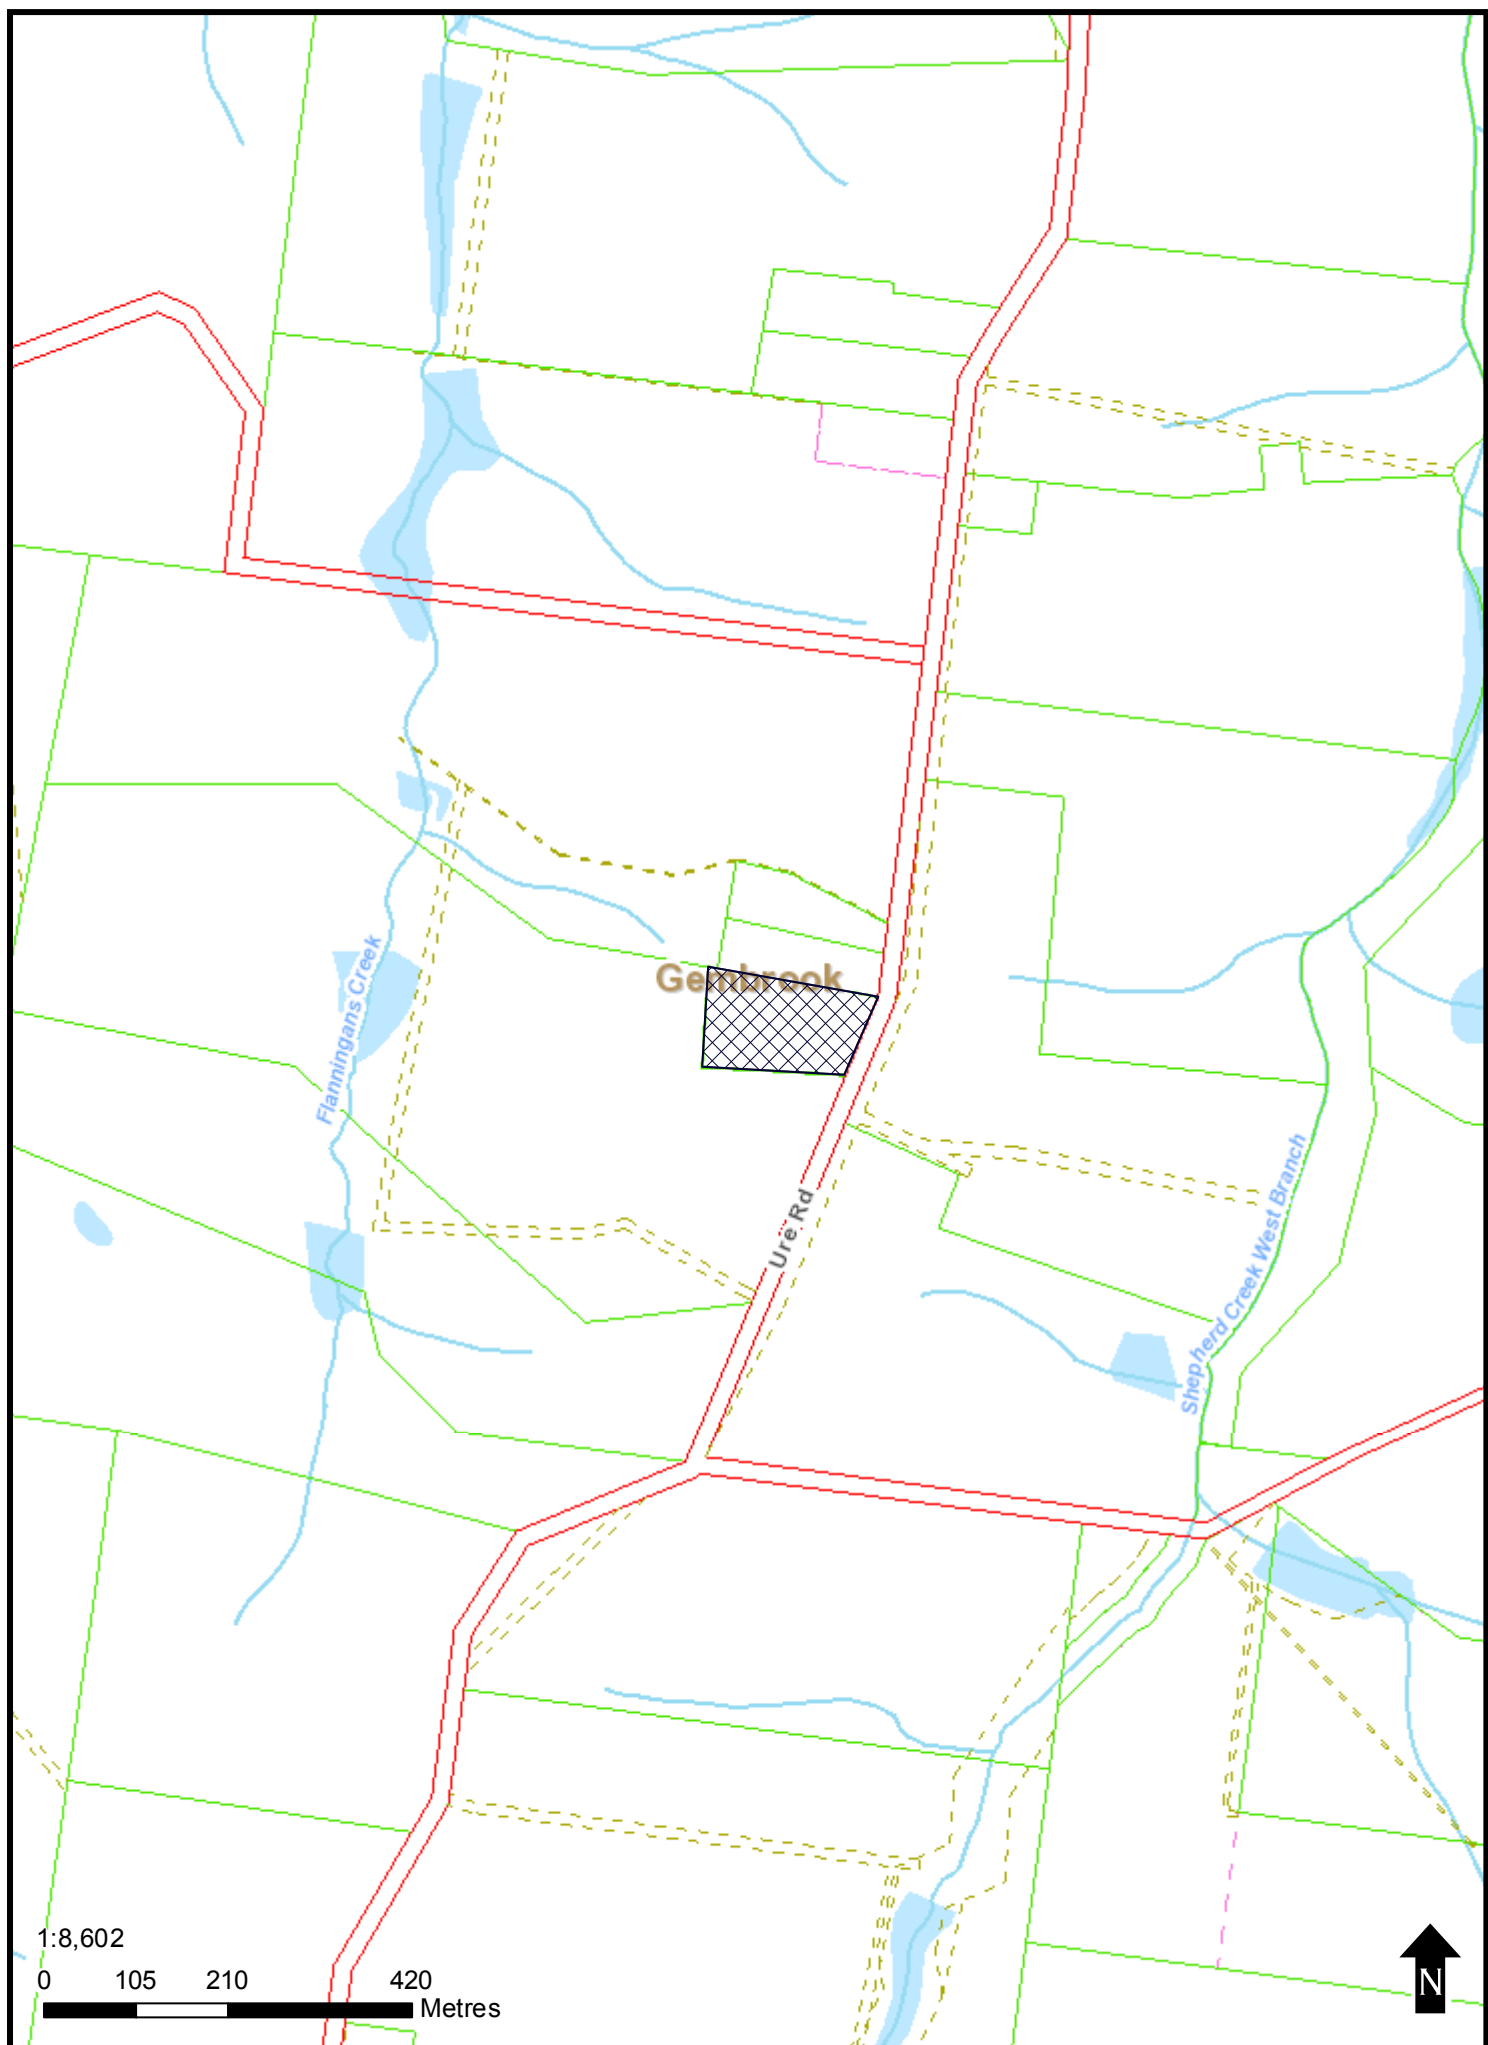 Gembrook
Flanningans Creek
Ure Rd
Shepherd Creek West Branch
1:8,602
0 105 210 420
Metres
N